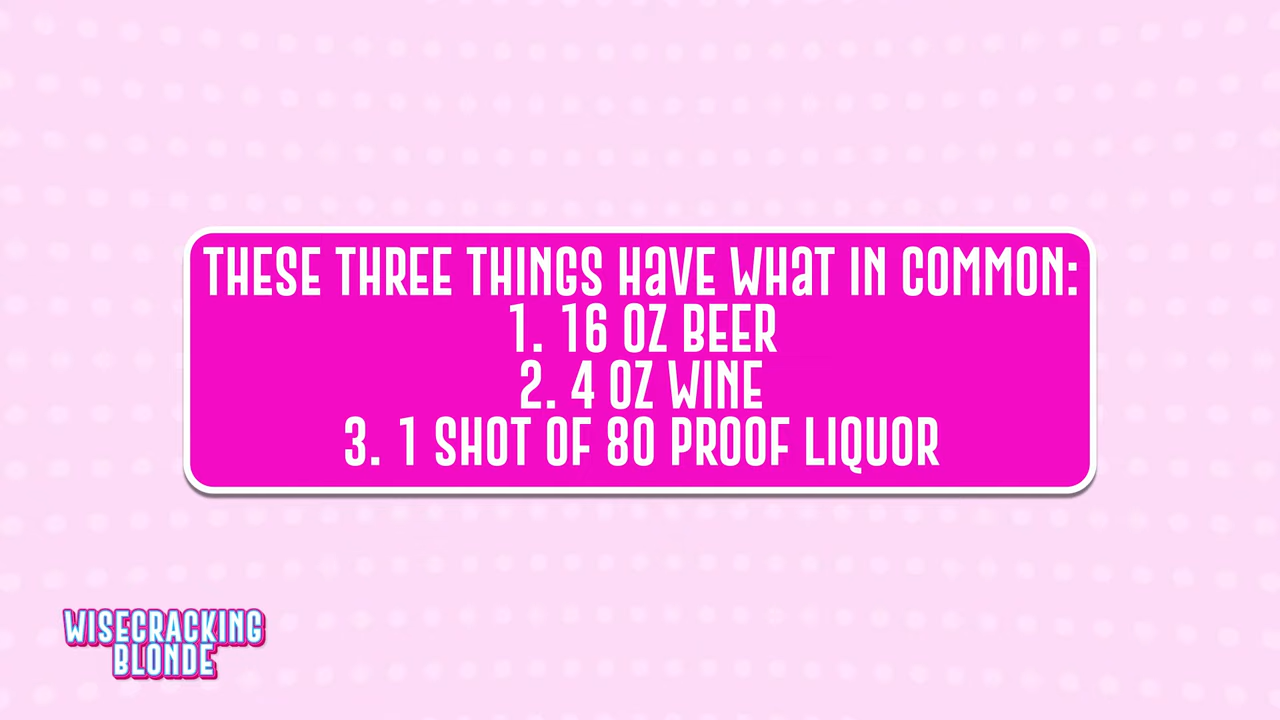 THESE THREE THINGS HaVE WHaT IN COMMON:
1. 16 OZ BEER
2. 4 OZ WINE
3. 1 SHOT OF 80 PROOF LIQUOR
WISECRACKING
BLONDE